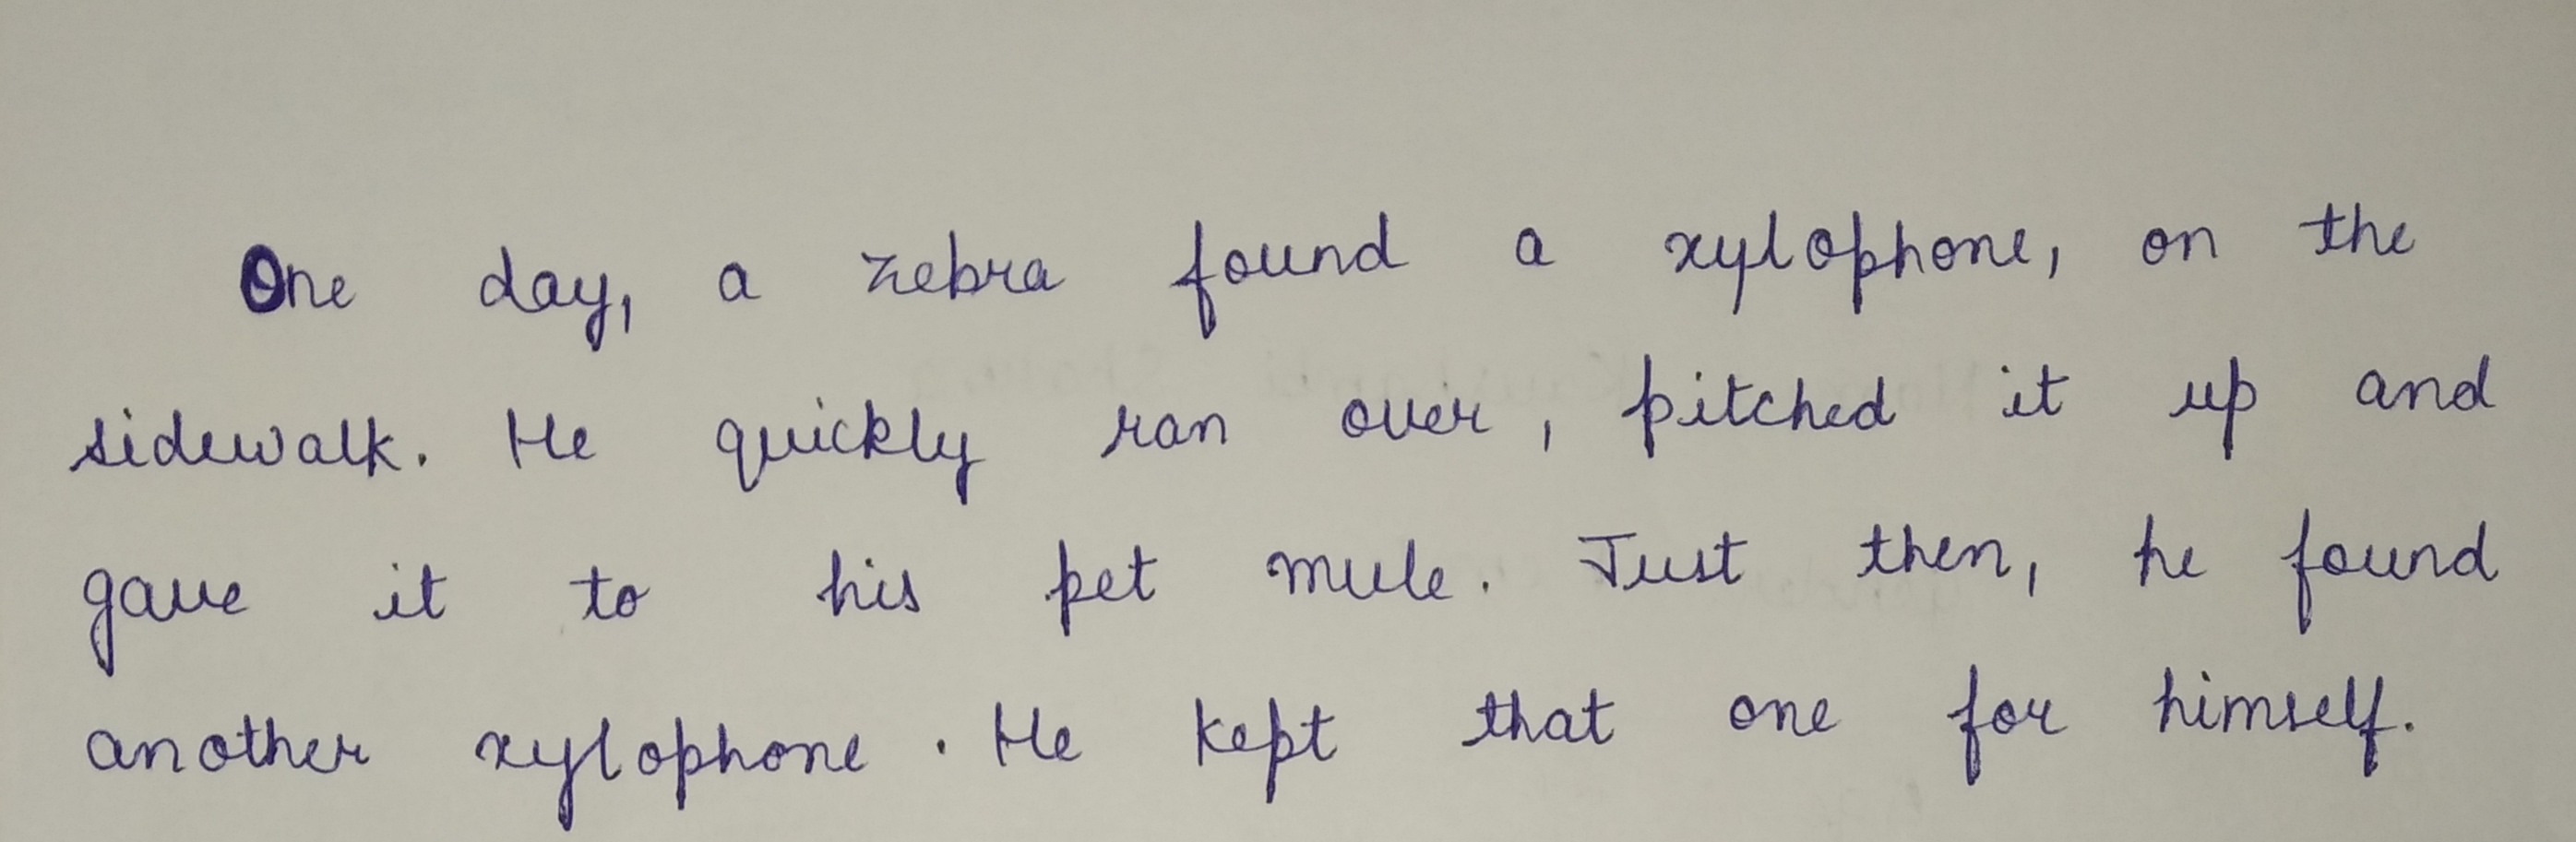 One day, a zebra found a xylophone, on the
sidewalk. He quickly ran over, pitched it up and
gave it to his pet mule. Just then, he found
another xylophone. He kept that one for himself.